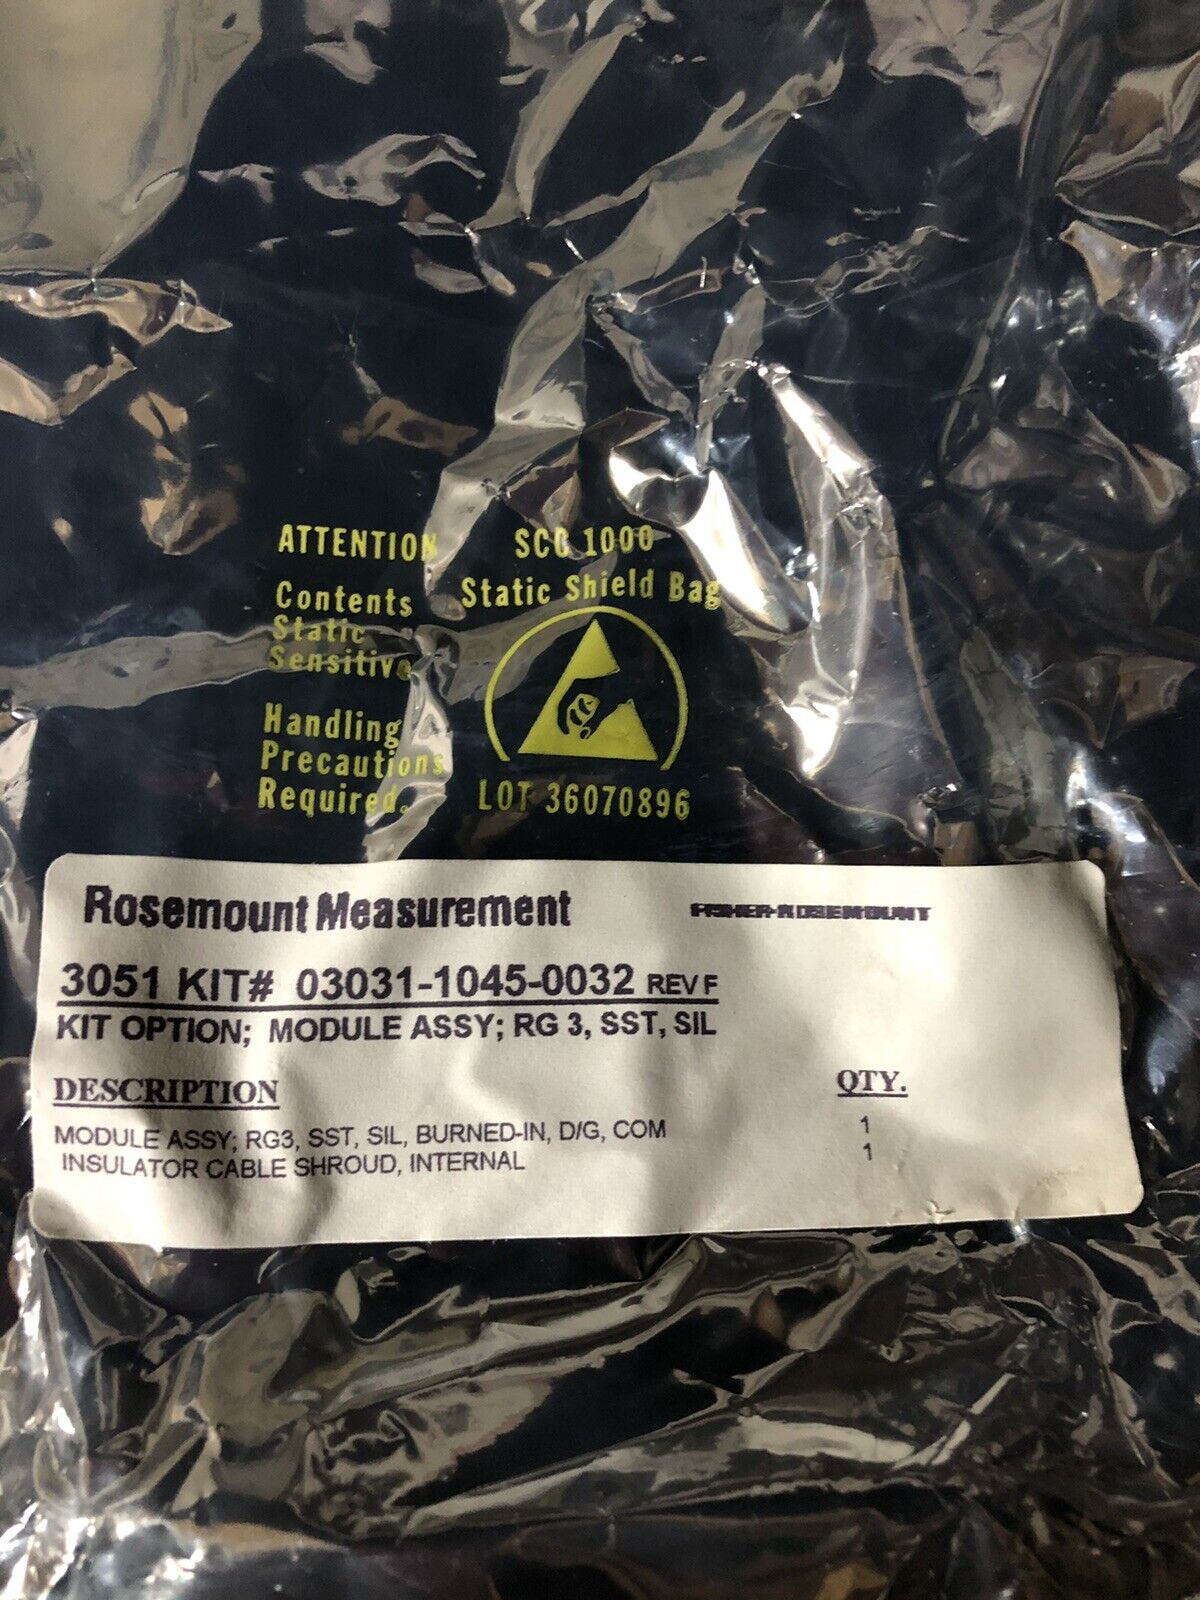 ATTENTION
Contents
Static
Sensitive
Handling
Precautions
Required.
SCC 1000
Static Shield Bag
LOT 36070896
Rosemount Measurement
FISHER-ROSEMOUNT
3051 KIT# 03031-1045-0032 REV F
KIT OPTION; MODULE ASSY; RG 3, SST, SIL
DESCRIPTION QTY.
MODULE ASSY; RG3, SST, SIL, BURNED-IN, D/G, COM 1
INSULATOR CABLE SHROUD, INTERNAL 1